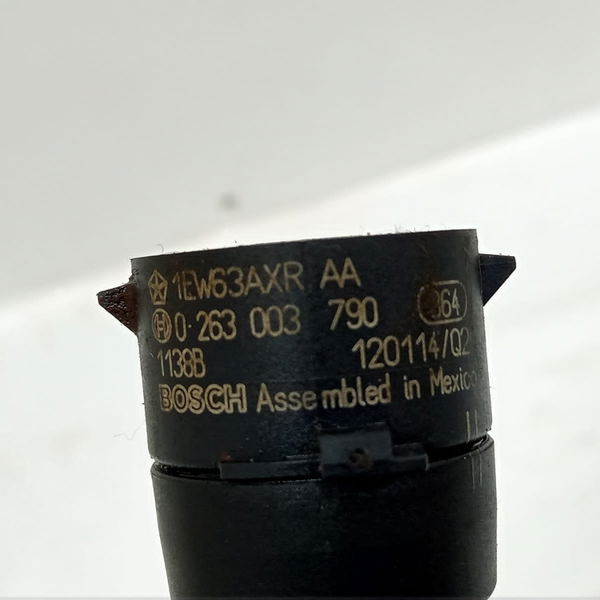 1EW63AXR AA
0 263 003 790
1138B 120114/Q2
BOSCH Assembled in Mexico